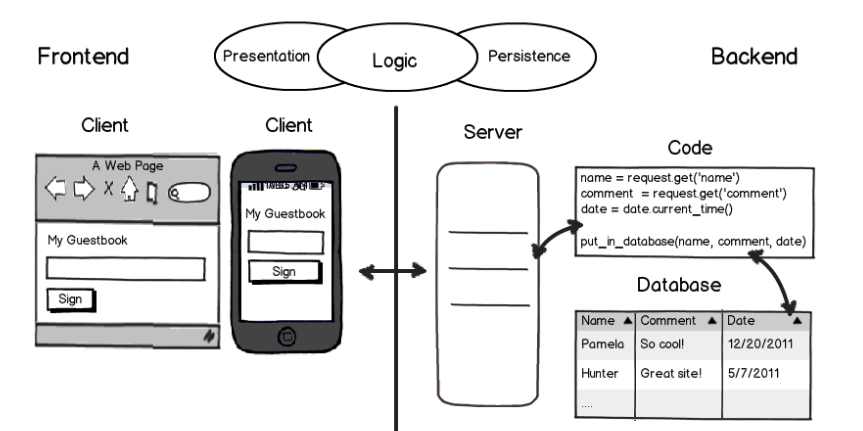 Frontend
Presentation
Logic
Persistence
Backend
Client
A Web Page
X
My Guestbook
Sign
Client
My Guestbook
Sign
Server
Code
name = request.get('name')
comment = request.get('comment')
date = date.current_time()
put_in_database(name, comment, date)
Database
Name ▲ Comment ▲ Date ▲
Pamela So cool! 12/20/2011
Hunter Great site! 5/7/2011
....